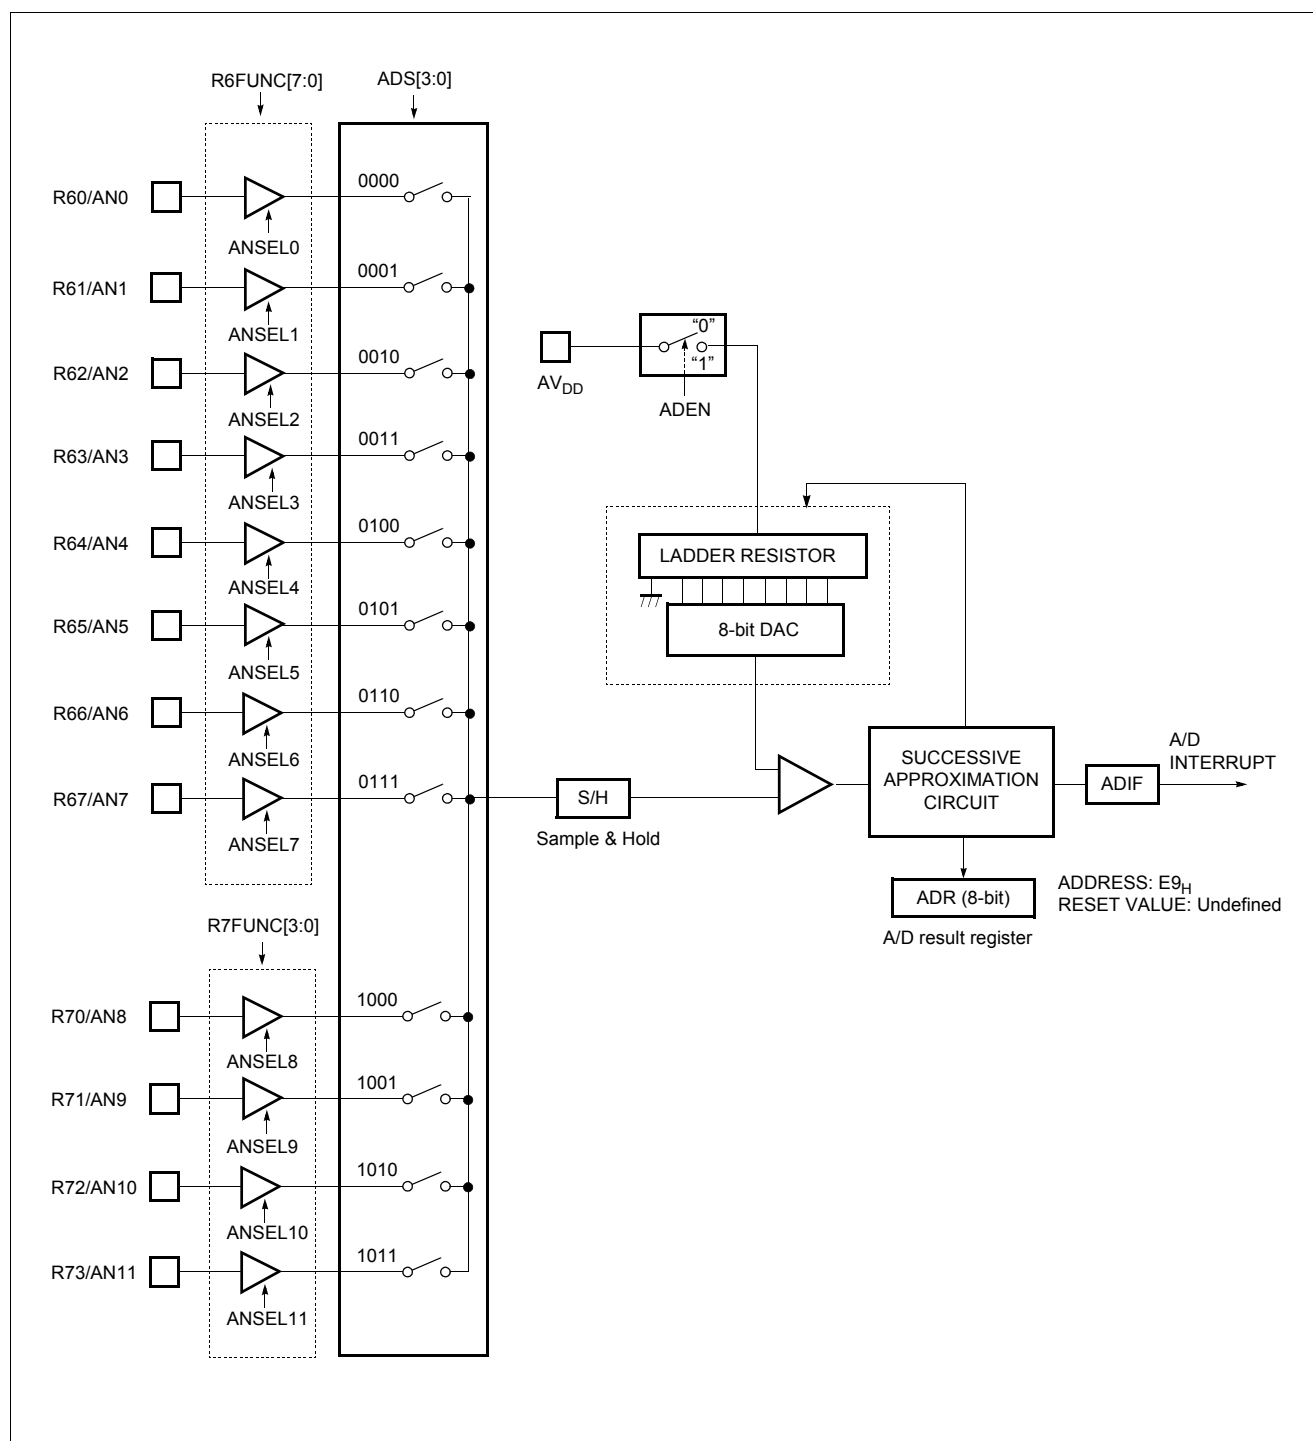 R6FUNC[7:0]
ADS[3:0]
R60/AN0
0000
ANSEL0
R61/AN1
0001
ANSEL1
R62/AN2
0010
ANSEL2
R63/AN3
0011
ANSEL3
R64/AN4
0100
ANSEL4
R65/AN5
0101
ANSEL5
R66/AN6
0110
ANSEL6
R67/AN7
0111
ANSEL7
R7FUNC[3:0]
R70/AN8
1000
ANSEL8
R71/AN9
1001
ANSEL9
R72/AN10
1010
ANSEL10
R73/AN11
1011
ANSEL11
AVDD
“0”
“1”
ADEN
LADDER RESISTOR
8-bit DAC
S/H
Sample & Hold
SUCCESSIVE
APPROXIMATION
CIRCUIT
ADIF
A/D
INTERRUPT
ADR (8-bit)
A/D result register
ADDRESS: E9H
RESET VALUE: Undefined